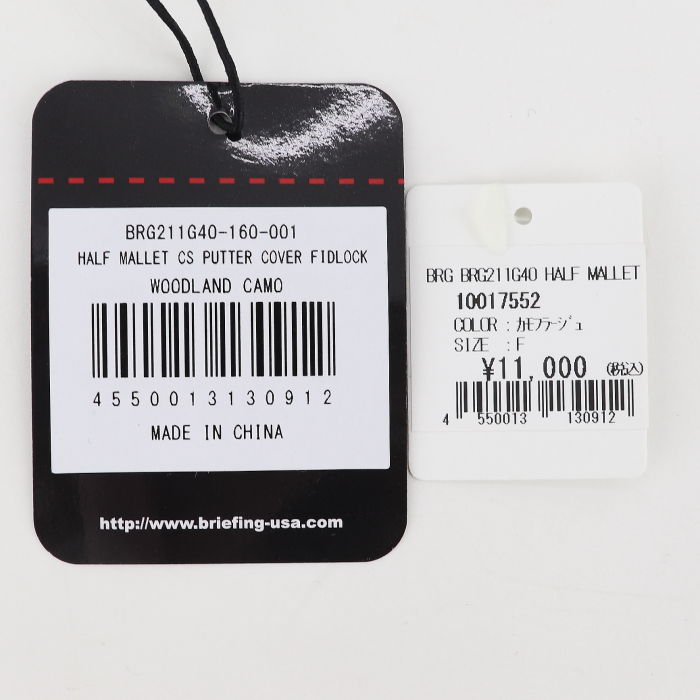 BRG211G40-160-001
HALF MALLET CS PUTTER COVER FIDLOCK
WOODLAND CAMO
4550013130912
MADE IN CHINA
http://www.briefing-usa.com
BRG BRG211G40 HALF MALLET
10017552
COLOR : ｶﾓﾌﾗｰｼﾞｭ
SIZE : F
¥11,000 (税込)
4 550013 130912